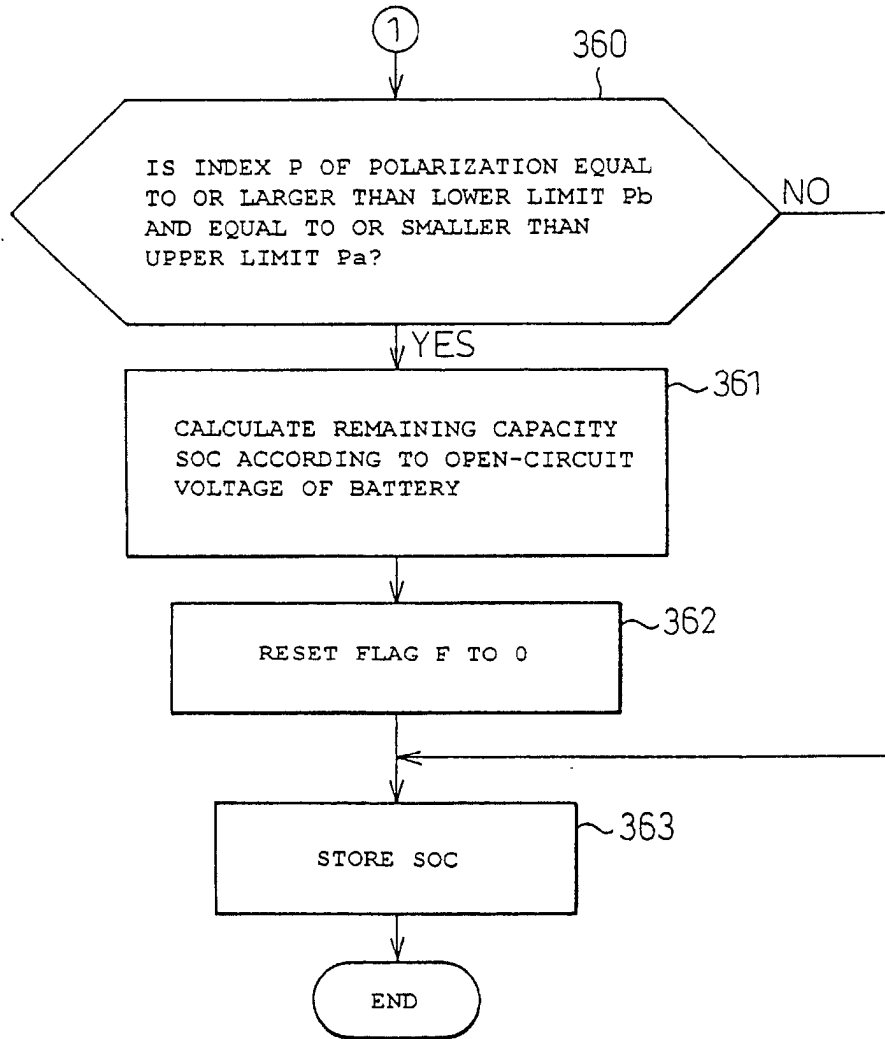 1
360
IS INDEX P OF POLARIZATION EQUAL
TO OR LARGER THAN LOWER LIMIT Pb
AND EQUAL TO OR SMALLER THAN
UPPER LIMIT Pa?
NO
YES
361
CALCULATE REMAINING CAPACITY
SOC ACCORDING TO OPEN-CIRCUIT
VOLTAGE OF BATTERY
362
RESET FLAG F TO 0
363
STORE SOC
END